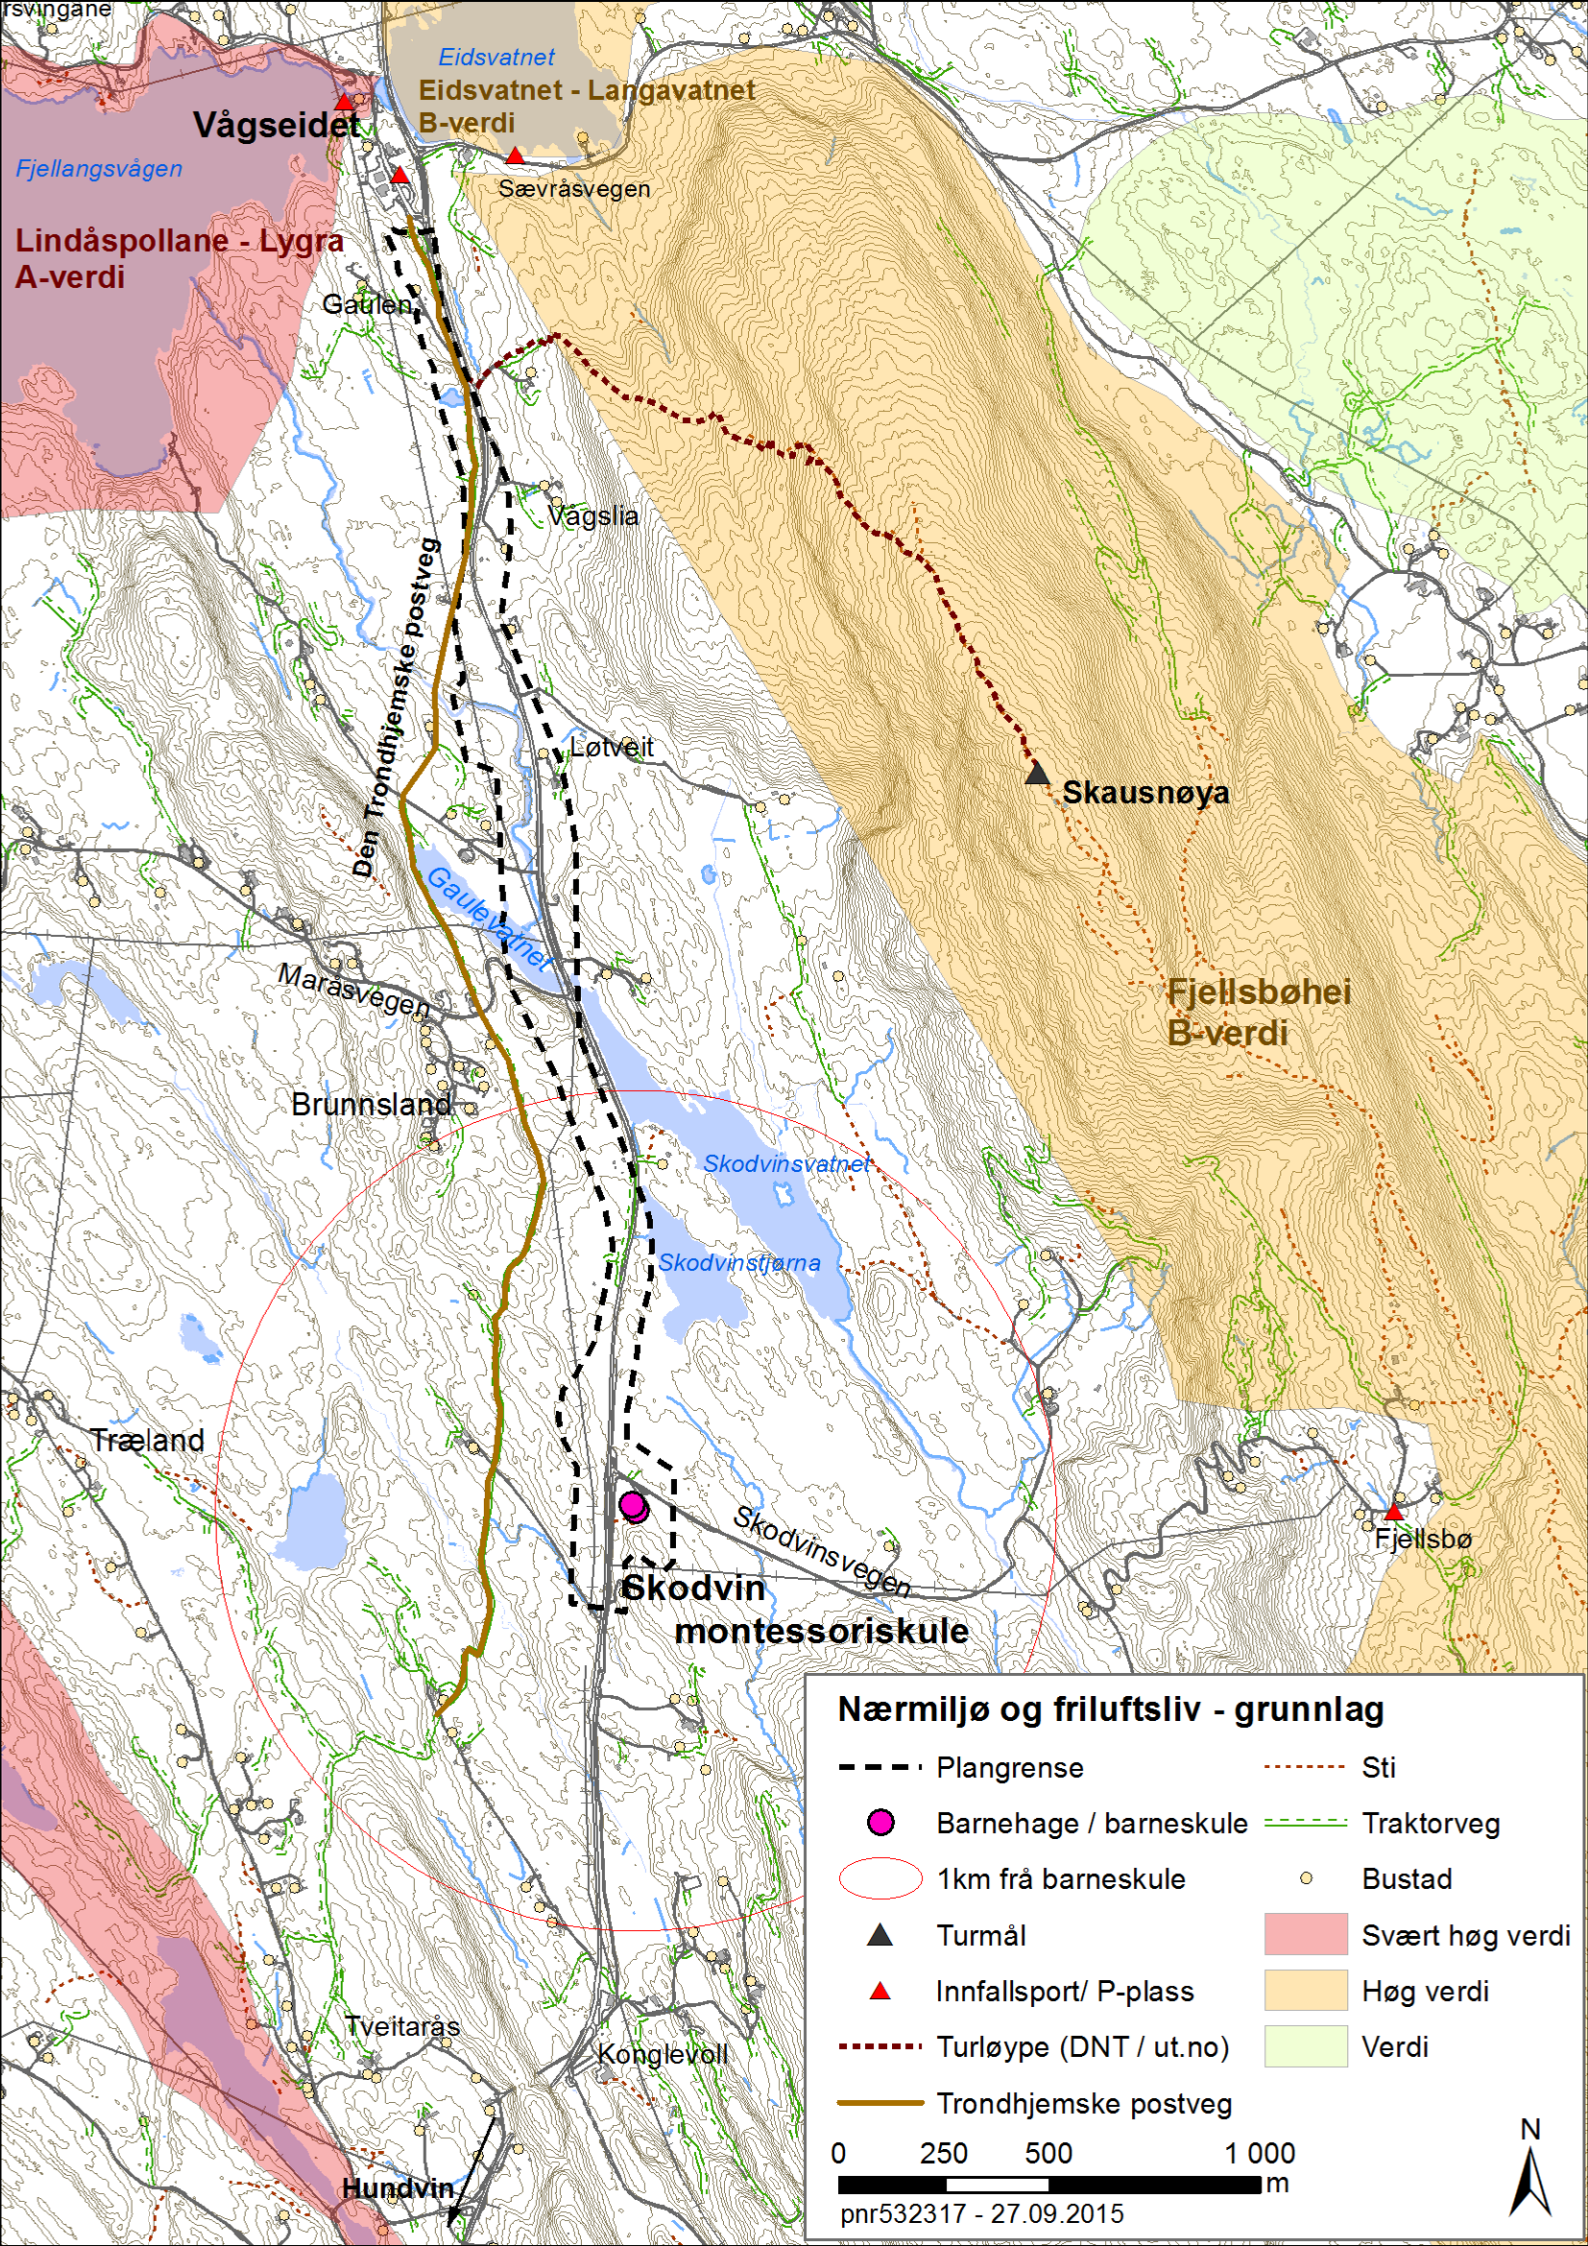 rsvingane
Eidsvatnet
Eidsvatnet - Langavatnet
B-verdi
Vågseidet
Fjellangsvågen
Sævråsvegen
Lindåspollane - Lygra
A-verdi
Gaulen
Vågslia
Den Trondhjemske postveg
Løtveit
Skausnøya
Gaulevatnet
Maråsvegen
Fjellsbøhei
B-verdi
Brunnsland
Skodvinsvatnet
Skodvinstjørna
Træland
Skodvinsvegen
Fjellsbø
Skodvin
montessoriskule
Tveitarås
Konglevoll
Hundvin
Nærmiljø og friluftsliv - grunnlag
Plangrense
Barnehage / barneskule
1km frå barneskule
Turmål
Innfallsport/ P-plass
Turløype (DNT / ut.no)
Trondhjemske postveg
Sti
Traktorveg
Bustad
Svært høg verdi
Høg verdi
Verdi
0 250 500 1 000
m
pnr532317 - 27.09.2015
N